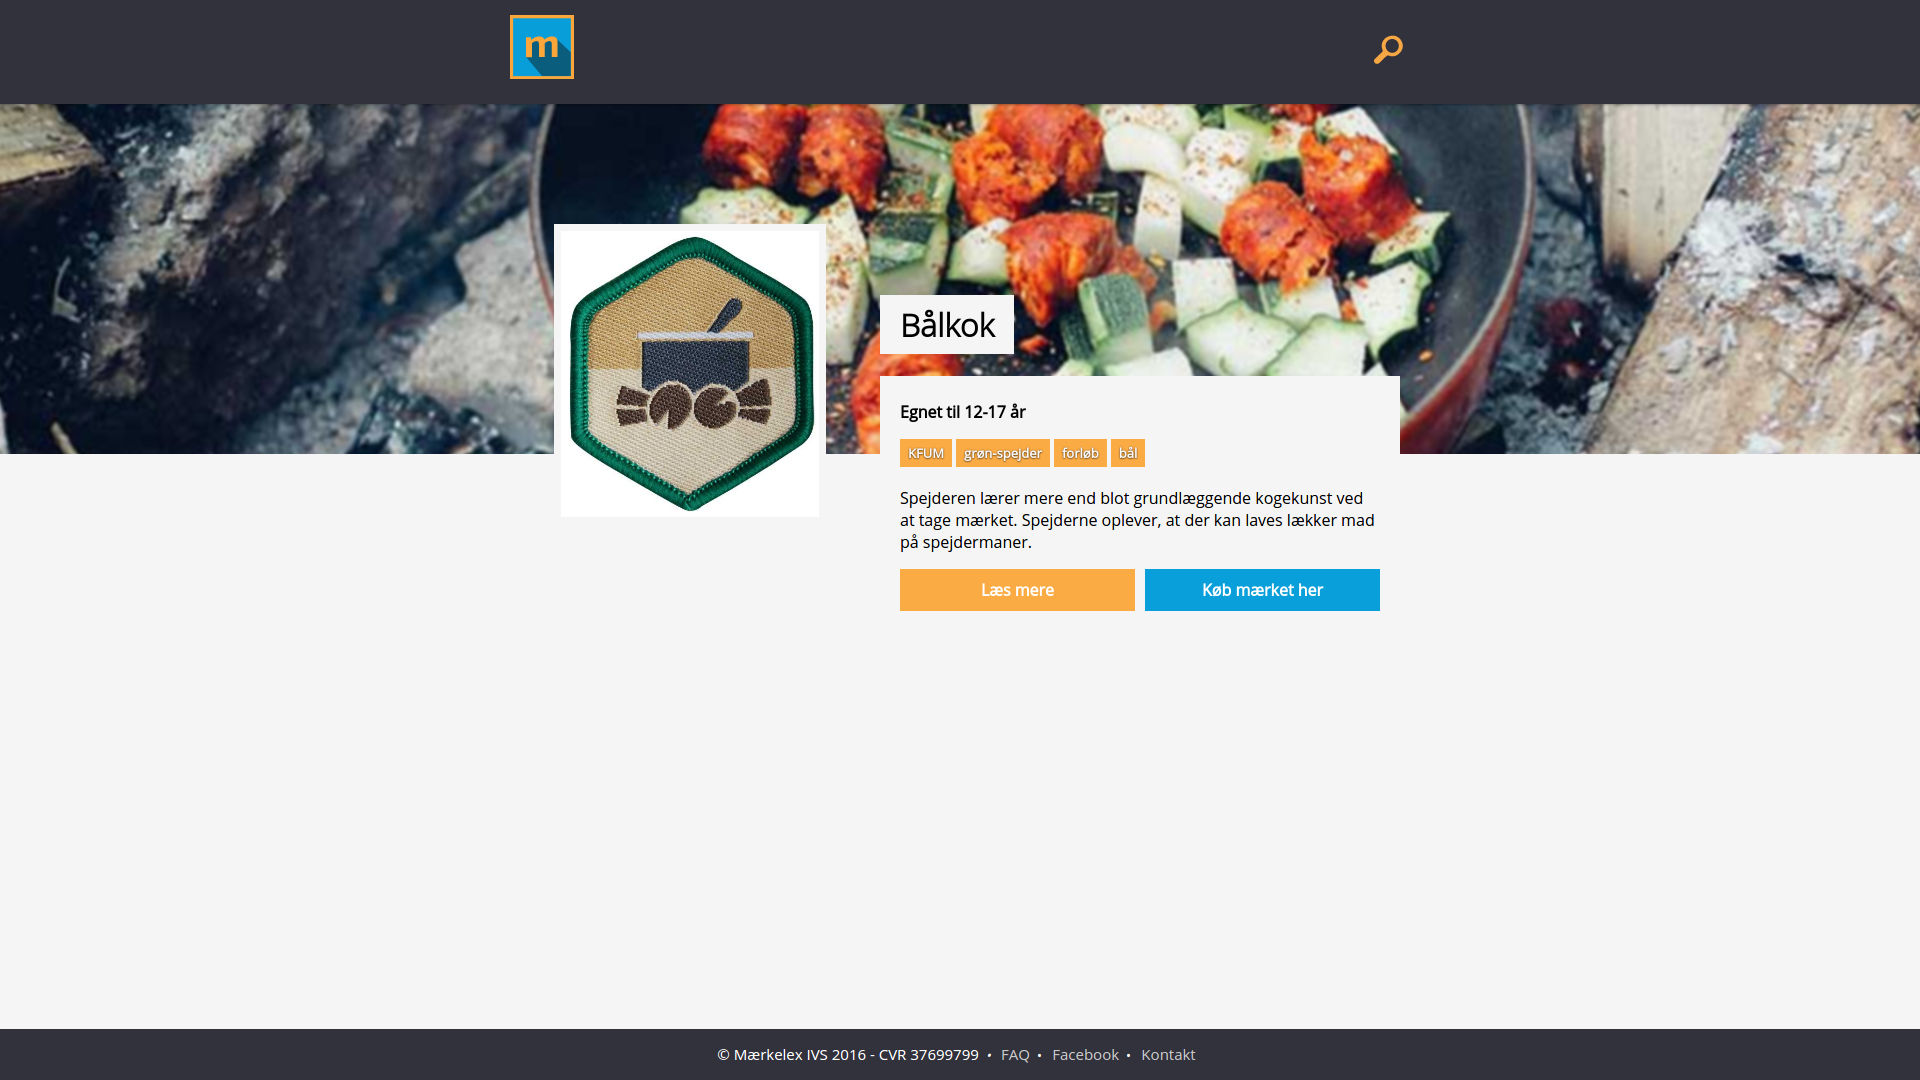 m
Bålkok
Egnet til 12-17 år
KFUM grøn-spejder forløb bål
Spejderen lærer mere end blot grundlæggende kogekunst ved
at tage mærket. Spejderne oplever, at der kan laves lækker mad
på spejdermaner.
Læs mere Køb mærket her
© Mærkelex IVS 2016 - CVR 37699799 • FAQ • Facebook • Kontakt